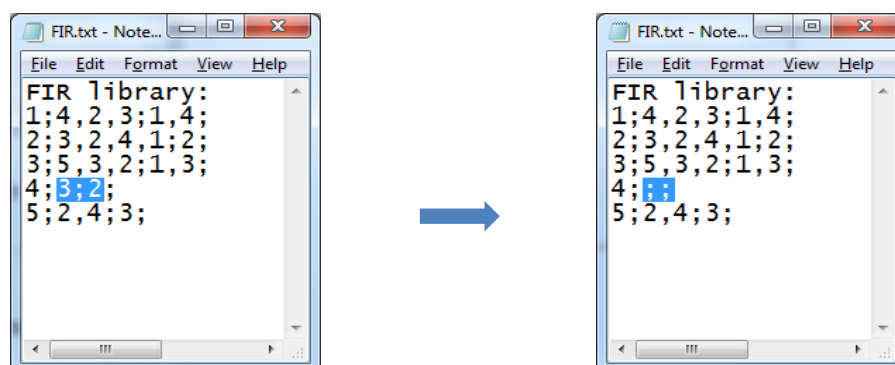 FIR.txt - Note...
File Edit Format View Help
FIR library:
1;4,2,3;1,4;
2;3,2,4,1;2;
3;5,3,2;1,3;
4;3;2;
5;2,4;3;
FIR.txt - Note...
File Edit Format View Help
FIR library:
1;4,2,3;1,4;
2;3,2,4,1;2;
3;5,3,2;1,3;
4;;;
5;2,4;3;